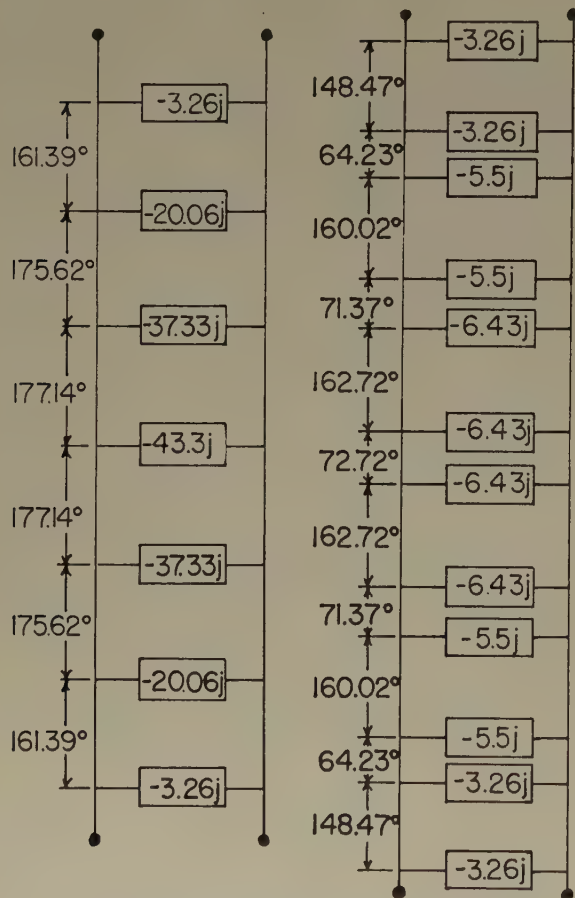 -3.26j
161.39°
-20.06j
175.62°
-37.33j
177.14°
-43.3j
177.14°
-37.33j
175.62°
-20.06j
161.39°
-3.26j
-3.26j
148.47°
-3.26j
64.23°
-5.5j
160.02°
-5.5j
71.37°
-6.43j
162.72°
-6.43j
72.72°
-6.43j
162.72°
-6.43j
71.37°
-5.5j
160.02°
-5.5j
64.23°
-3.26j
148.47°
-3.26j